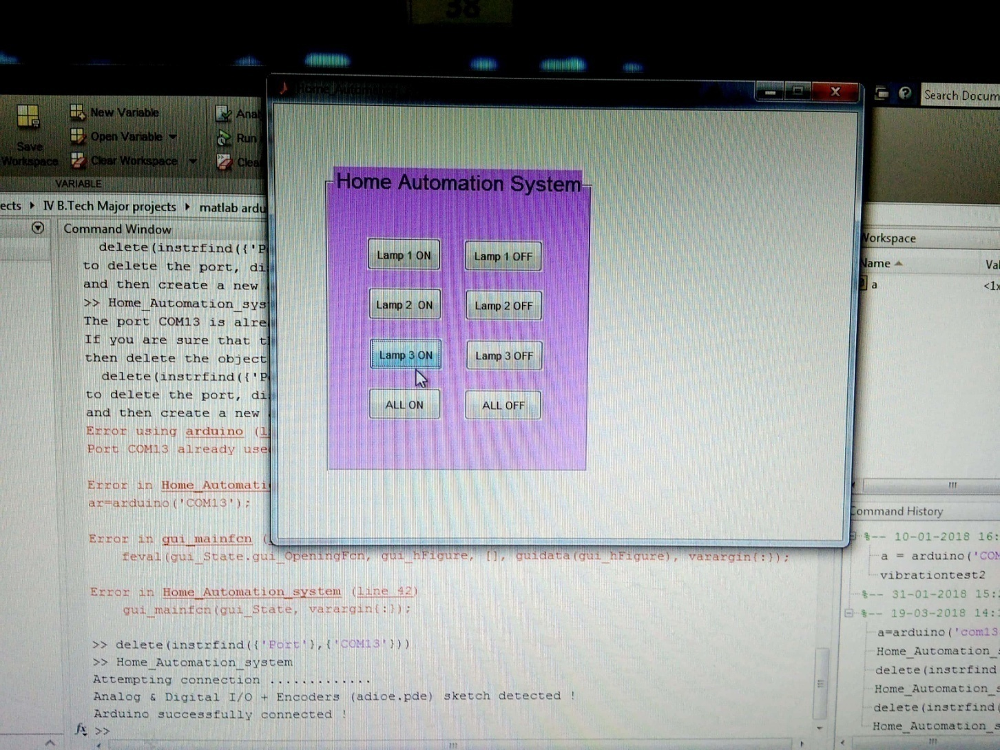 38
Home_Automation
Search Docum
New Variable
Open Variable
Clear Workspace
Save
Workspace
Anal
Run
Clea
VARIABLE
ects ▸ IV B.Tech Major projects ▸ matlab ardu
Command Window
delete(instrfind({'P
to delete the port, di
and then create a new
>> Home_Automation_sys
The port COM13 is alre
If you are sure that t
then delete the object
delete(instrfind({'P
to delete the port, di
and then create a new
Error using arduino (l
Port COM13 already use
Error in Home_Automati
ar=arduino('COM13');
Error in gui_mainfcn (
feval(gui_State.gui_OpeningFcn, gui_hFigure, [], guidata(gui_hFigure), varargin{:});
Error in Home_Automation_system (line 42)
gui_mainfcn(gui_State, varargin{:});
>> delete(instrfind({'Port'},{'COM13'}))
>> Home_Automation_system
Attempting connection .............
Analog & Digital I/O + Encoders (adioe.pde) sketch detected !
Arduino successfully connected !
fx >>
Home Automation System
Lamp 1 ON Lamp 1 OFF
Lamp 2 ON Lamp 2 OFF
Lamp 3 ON Lamp 3 OFF
ALL ON ALL OFF
Workspace
Name Val
a <1x
Command History
%-- 10-01-2018 16:
a = arduino('COM
vibrationtest2
%-- 31-01-2018 15:2
%-- 19-03-2018 14:1
a=arduino('com13
Home_Automation_s
delete(instrfind
Home_Automation_s
delete(instrfind(
Home_Automation_s